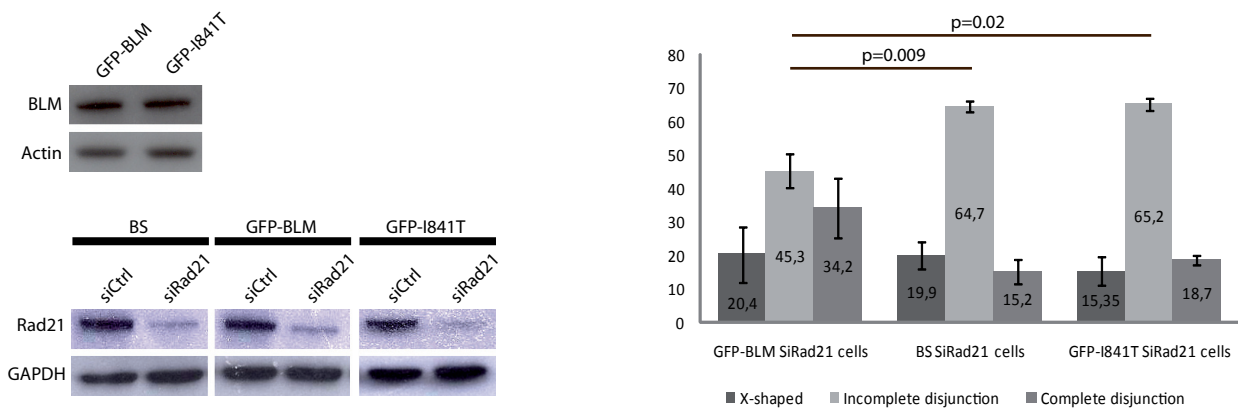 GFP-BLM
GFP-I841T
BLM
Actin
BS
GFP-BLM
GFP-I841T
siCtrl
siRad21
siCtrl
siRad21
siCtrl
siRad21
Rad21
GAPDH
p=0.02
p=0.009
80
70
60
50
40
30
20
10
0
20,4
45,3
34,2
19,9
64,7
15,2
15,35
65,2
18,7
GFP-BLM SiRad21 cells
BS SiRad21 cells
GFP-I841T SiRad21 cells
X-shaped
Incomplete disjunction
Complete disjunction